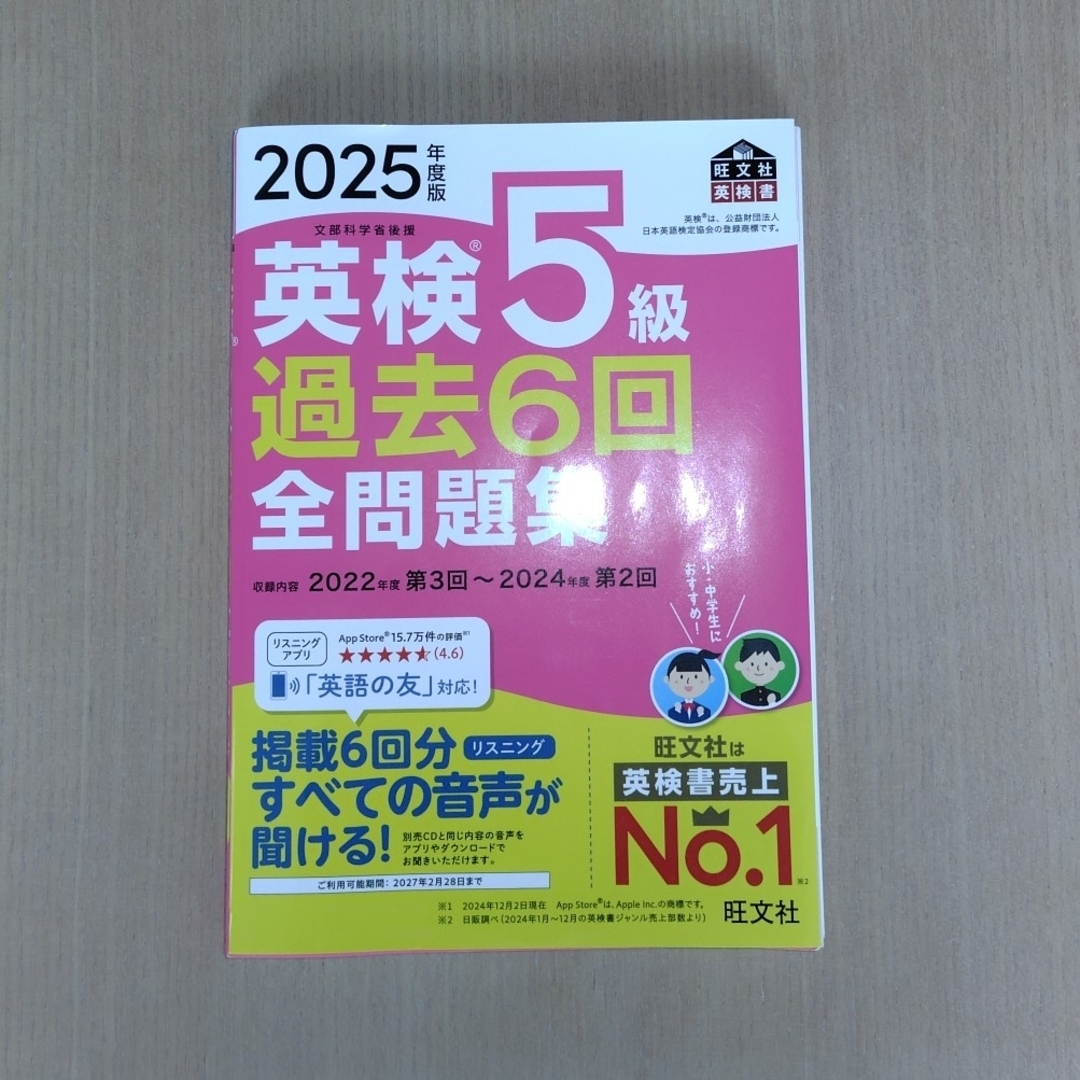 2025年度版
旺文社
英検書
英検®は、公益財団法人
日本英語検定協会の登録商標です。
文部科学省後援
英検® 5級
過去6回
全問題集
収録内容 2022年度 第3回～2024年度 第2回
小・中学生に
おすすめ！
リスニング
アプリ
App Store® 15.7万件の評価※1
★★★★★(4.6)
「英語の友」対応！
掲載6回分 リスニング
すべての音声が
聞ける！
別売CDと同じ内容の音声を
アプリやダウンロードで
お聞きいただけます。
ご利用可能期間：2027年2月28日まで
旺文社は
英検書売上
No.1
※2
※1 2024年12月2日現在 App Store®は、Apple Inc.の商標です。
※2 日販調べ（2024年1月～12月の英検書ジャンル売上部数より）
旺文社